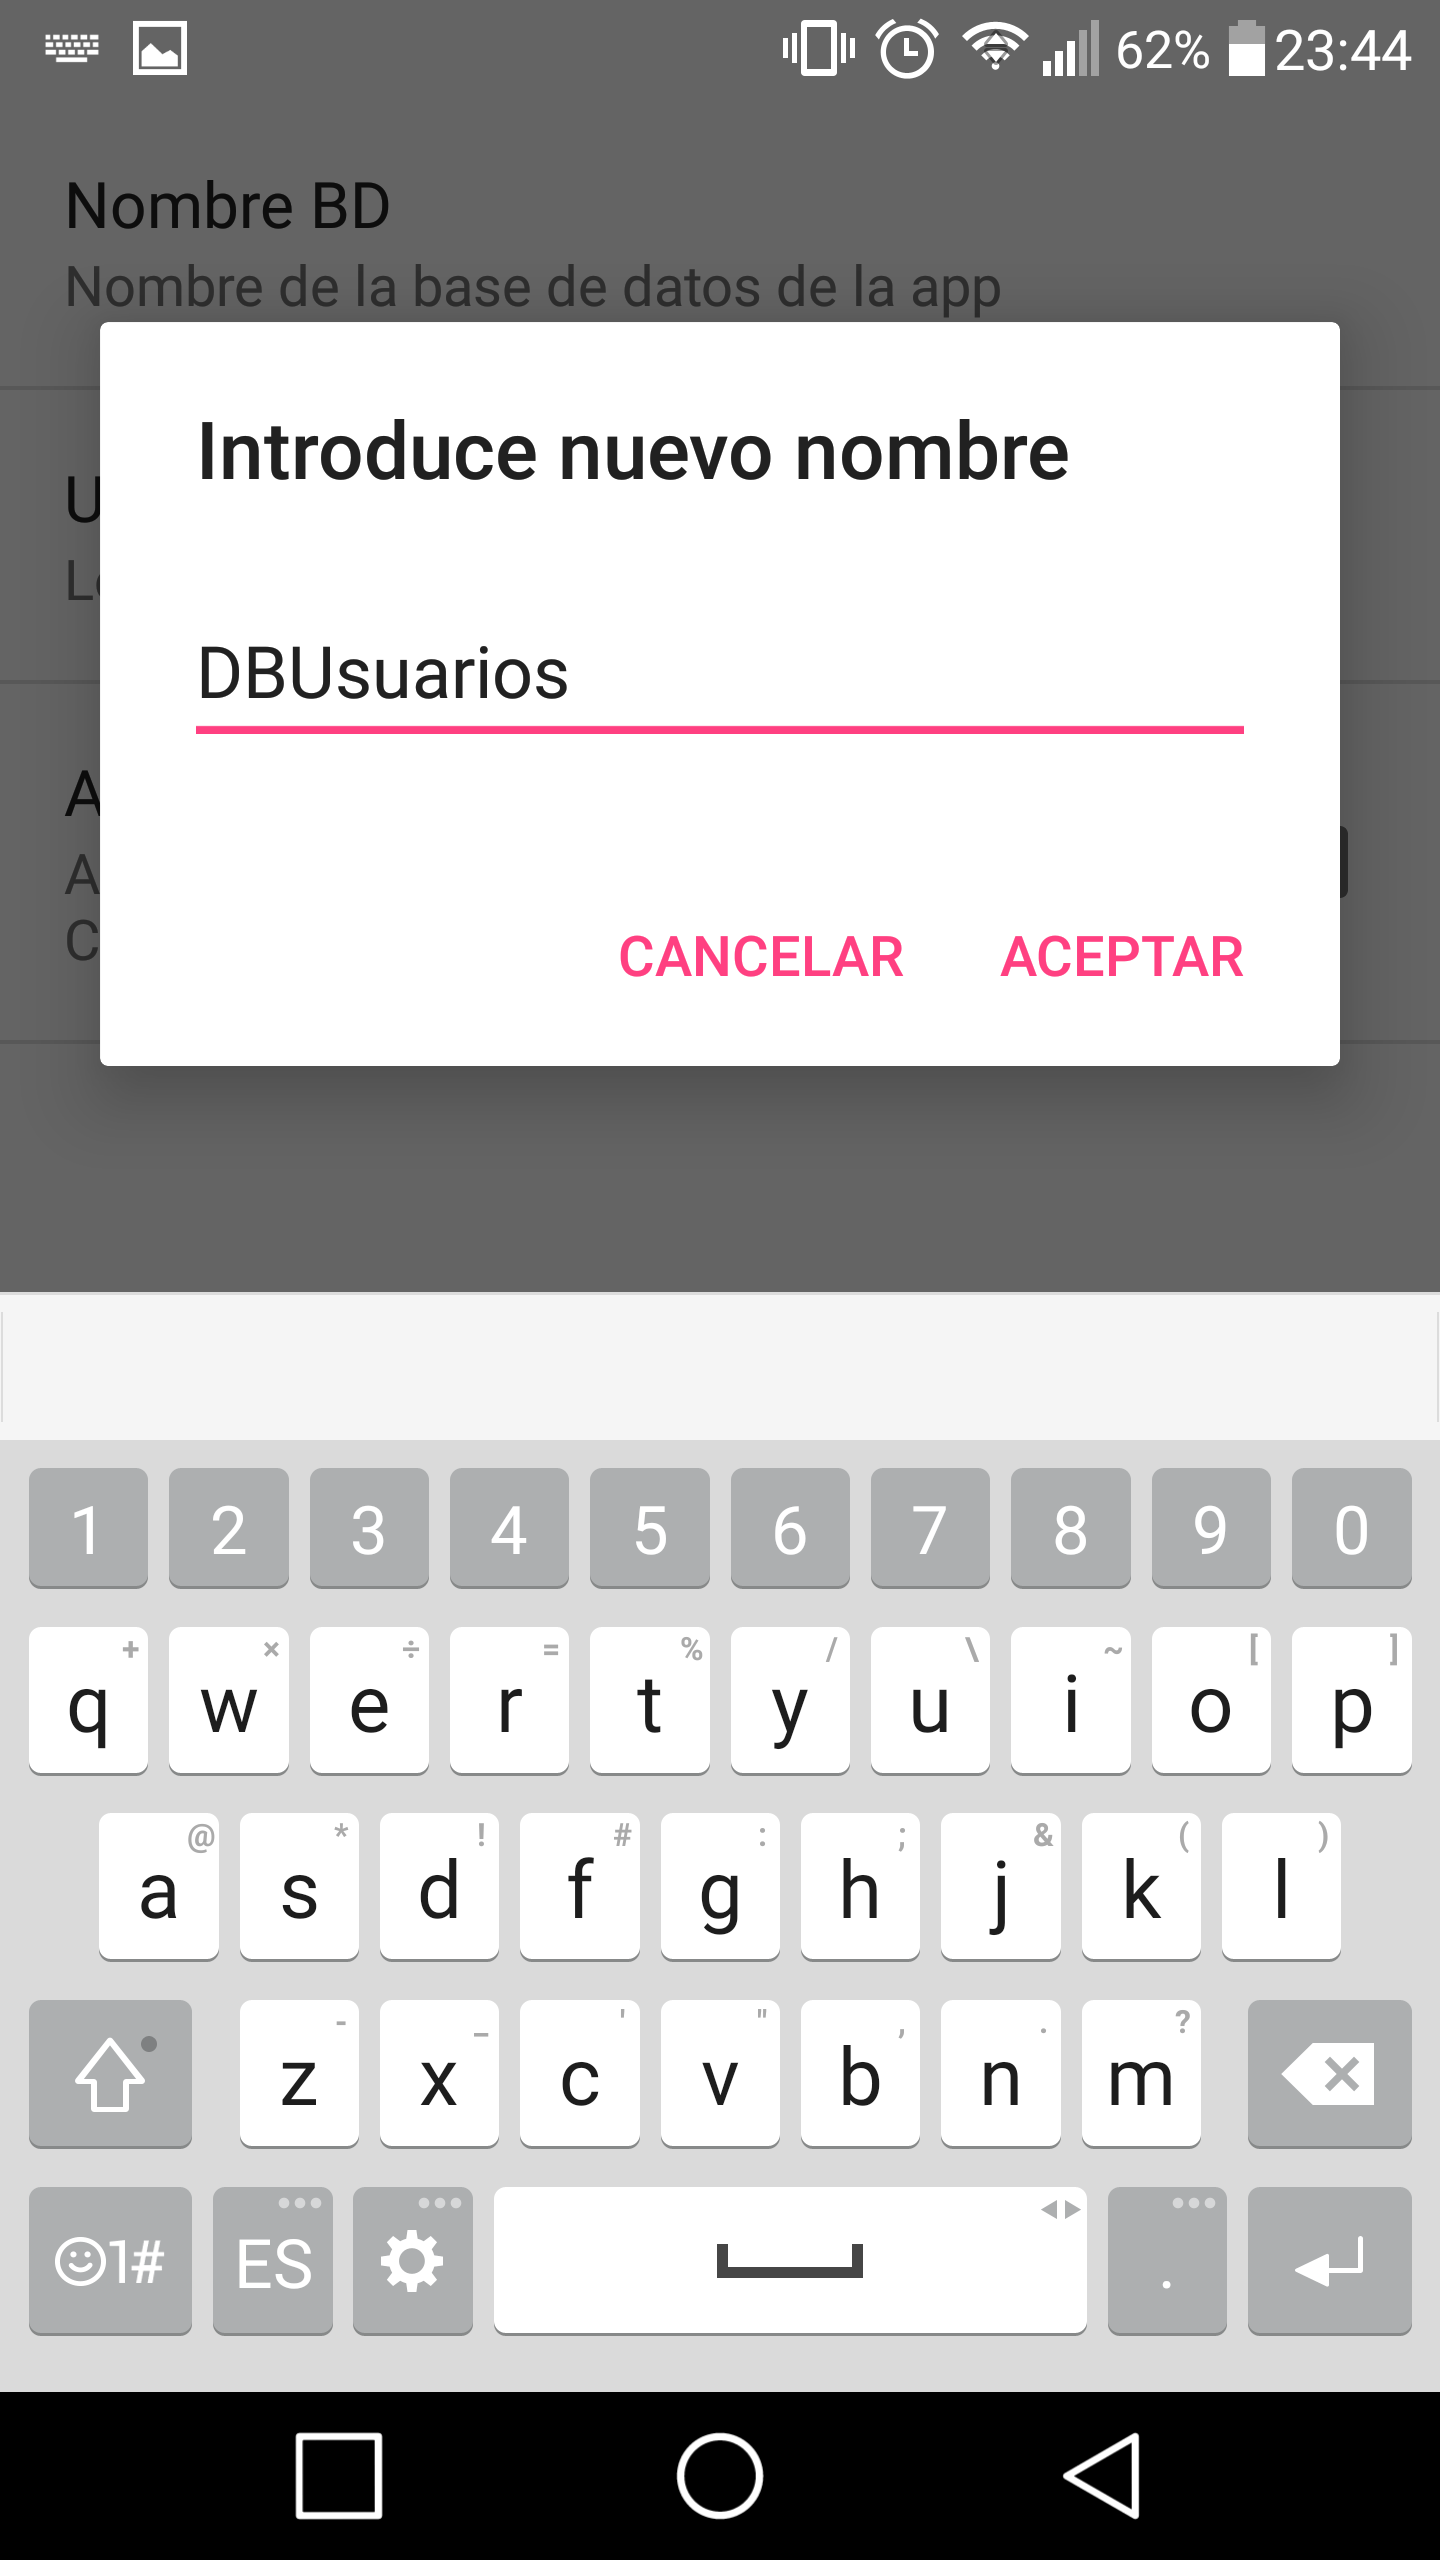 62% 23:44
Nombre BD
Nombre de la base de datos de la app
Introduce nuevo nombre
DBUsuarios
CANCELAR ACEPTAR
1 2 3 4 5 6 7 8 9 0
+ × ÷ = % / \ ~ [ ]
q w e r t y u i o p
@ * ! # : ; & ( )
a s d f g h j k l
- _ ' " , . ?
z x c v b n m
1# ES .